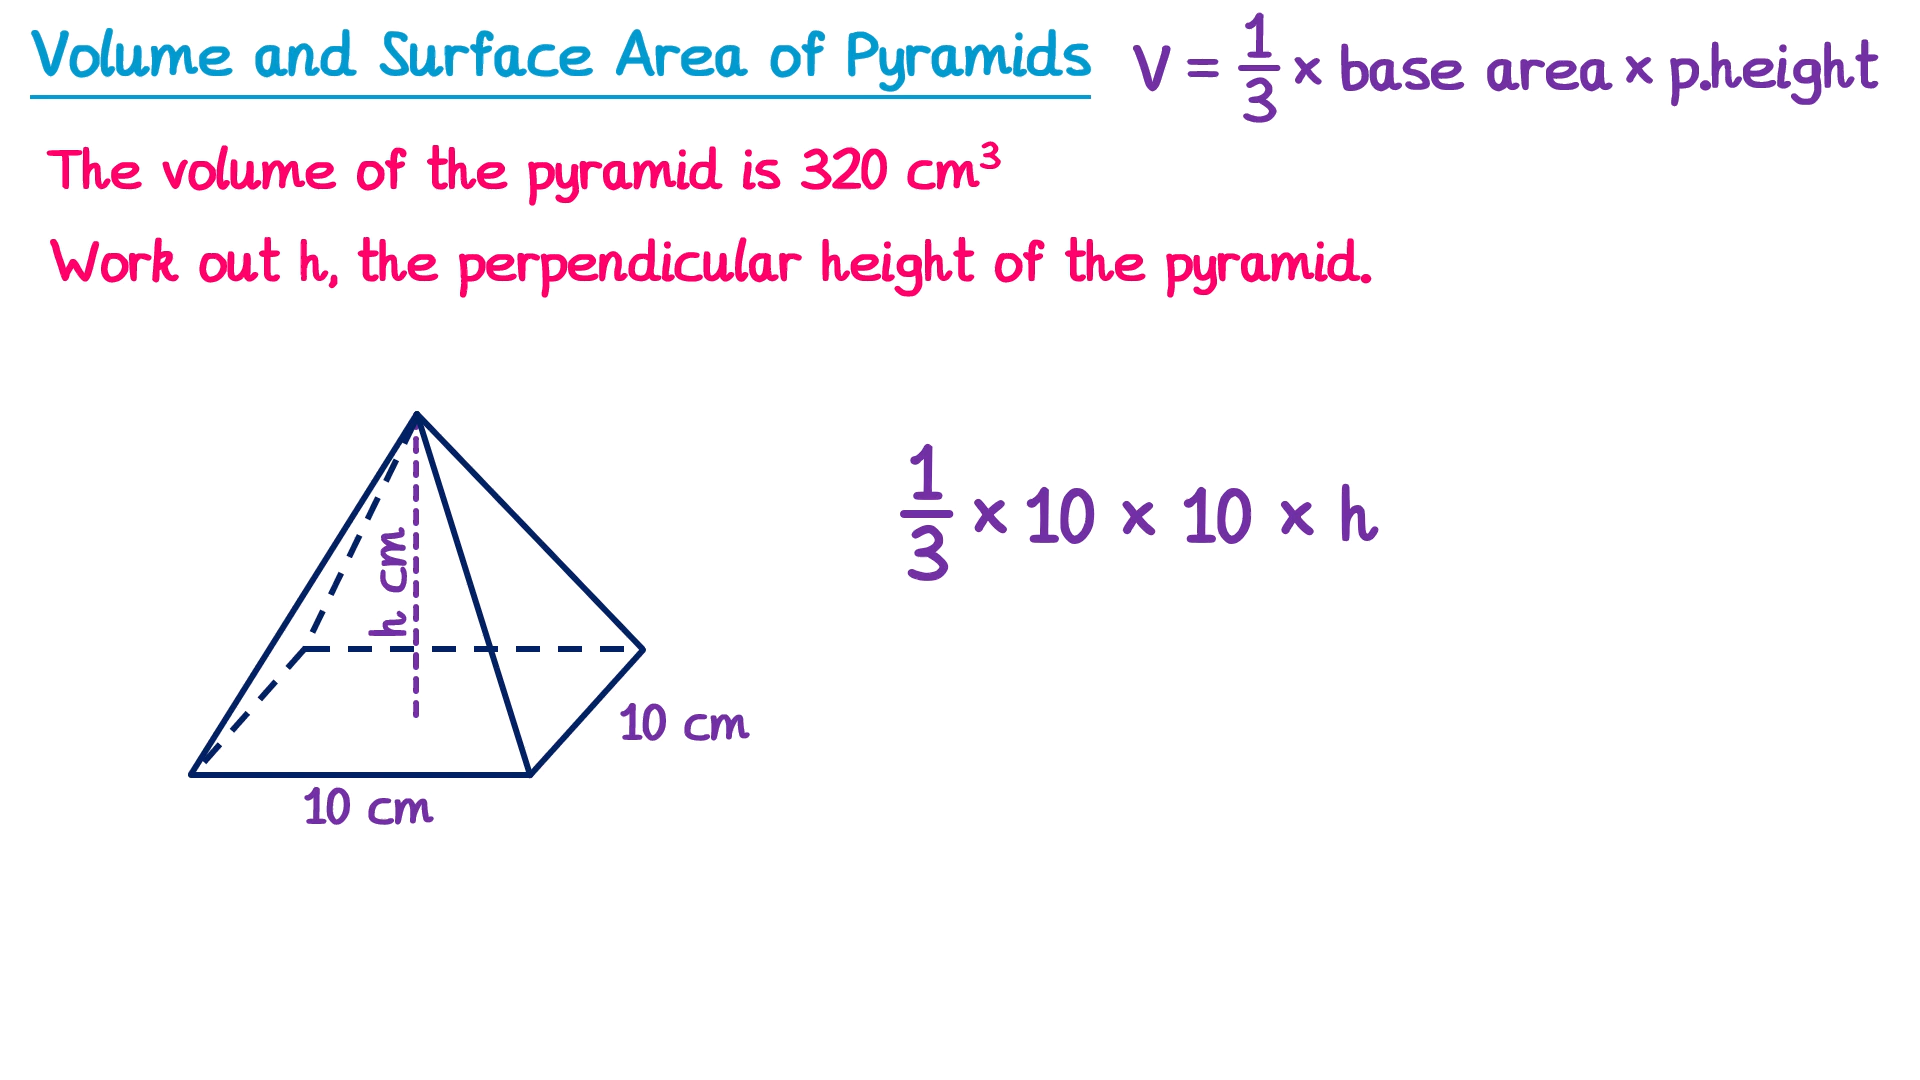 Volume and Surface Area of Pyramids
V = 1/3 × base area × p.height
The volume of the pyramid is 320 cm³
Work out h, the perpendicular height of the pyramid.
h cm
1/3 × 10 × 10 × h
10 cm
10 cm